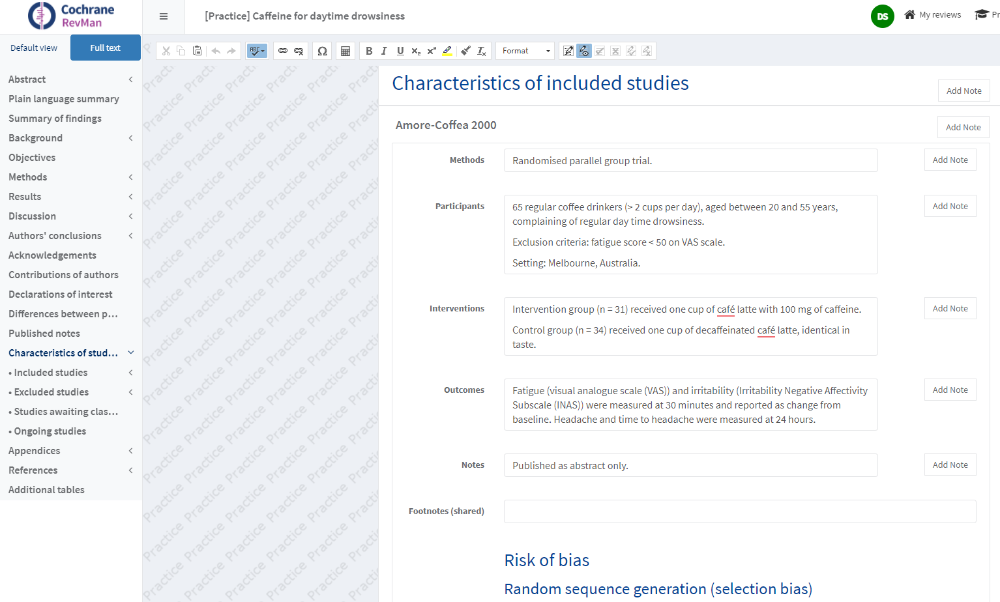 Cochrane
RevMan
[Practice] Caffeine for daytime drowsiness
DS
My reviews
Default view
Full text
ABC
Ω
B I U x₂ x² Tx
Format
Abstract
Plain language summary
Summary of findings
Background
Objectives
Methods
Results
Discussion
Authors' conclusions
Acknowledgements
Contributions of authors
Declarations of interest
Differences between p...
Published notes
Characteristics of stud...
• Included studies
• Excluded studies
• Studies awaiting clas...
• Ongoing studies
Appendices
References
Additional tables
Practice
Characteristics of included studies
Add Note
Amore-Coffea 2000
Add Note
Methods
Randomised parallel group trial.
Add Note
Participants
65 regular coffee drinkers (> 2 cups per day), aged between 20 and 55 years,
complaining of regular day time drowsiness.
Exclusion criteria: fatigue score < 50 on VAS scale.
Setting: Melbourne, Australia.
Add Note
Interventions
Intervention group (n = 31) received one cup of café latte with 100 mg of caffeine.
Control group (n = 34) received one cup of decaffeinated café latte, identical in
taste.
Add Note
Outcomes
Fatigue (visual analogue scale (VAS)) and irritability (Irritability Negative Affectivity
Subscale (INAS)) were measured at 30 minutes and reported as change from
baseline. Headache and time to headache were measured at 24 hours.
Add Note
Notes
Published as abstract only.
Add Note
Footnotes (shared)
Risk of bias
Random sequence generation (selection bias)